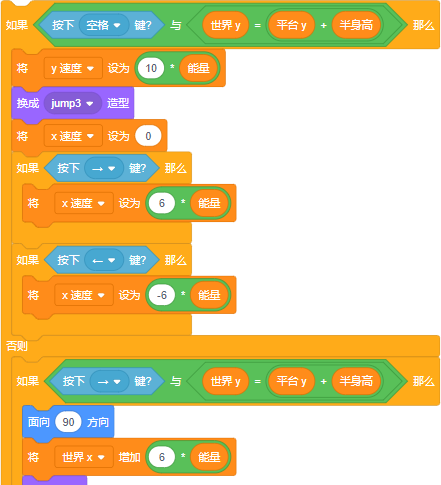 如果 按下 空格 键? 与 世界 y = 平台 y + 半身高 那么
将 y 速度 设为 10 * 能量
换成 jump3 造型
将 x 速度 设为 0
如果 按下 → 键? 那么
将 x 速度 设为 6 * 能量
如果 按下 ← 键? 那么
将 x 速度 设为 -6 * 能量
否则
如果 按下 → 键? 与 世界 y = 平台 y + 半身高 那么
面向 90 方向
将 世界 x 增加 6 * 能量